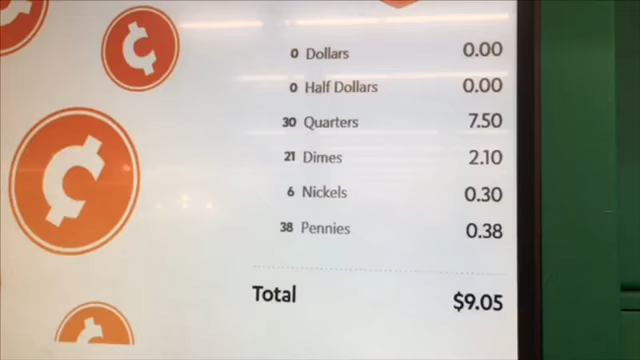 0 Dollars 0.00
0 Half Dollars 0.00
30 Quarters 7.50
21 Dimes 2.10
6 Nickels 0.30
38 Pennies 0.38
Total $9.05